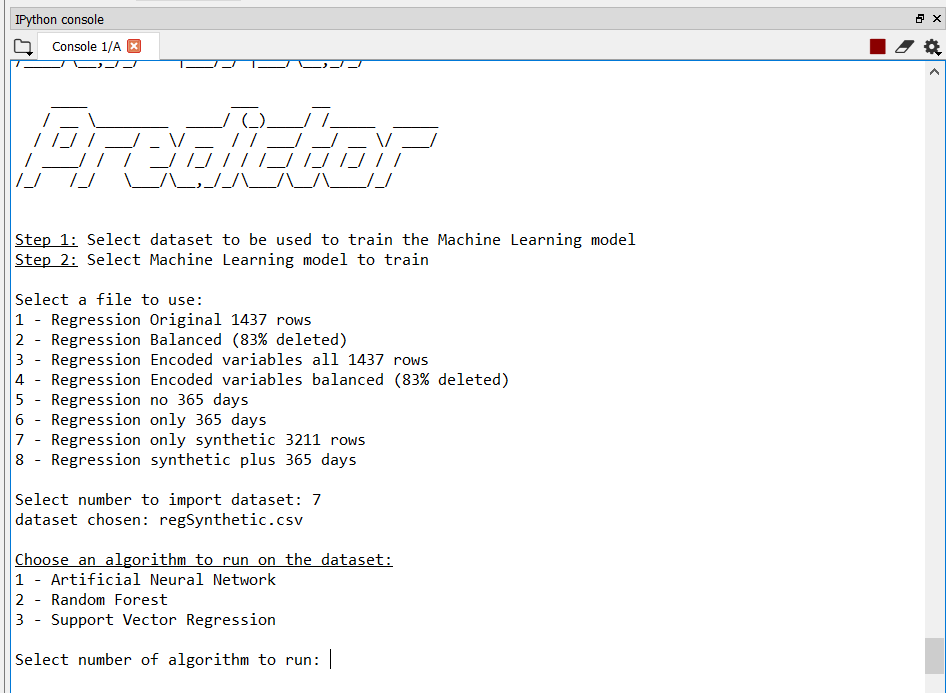 IPython console
Console 1/A
Predictor
Step 1: Select dataset to be used to train the Machine Learning model
Step 2: Select Machine Learning model to train
Select a file to use:
1 - Regression Original 1437 rows
2 - Regression Balanced (83% deleted)
3 - Regression Encoded variables all 1437 rows
4 - Regression Encoded variables balanced (83% deleted)
5 - Regression no 365 days
6 - Regression only 365 days
7 - Regression only synthetic 3211 rows
8 - Regression synthetic plus 365 days
Select number to import dataset: 7
dataset chosen: regSynthetic.csv
Choose an algorithm to run on the dataset:
1 - Artificial Neural Network
2 - Random Forest
3 - Support Vector Regression
Select number of algorithm to run: